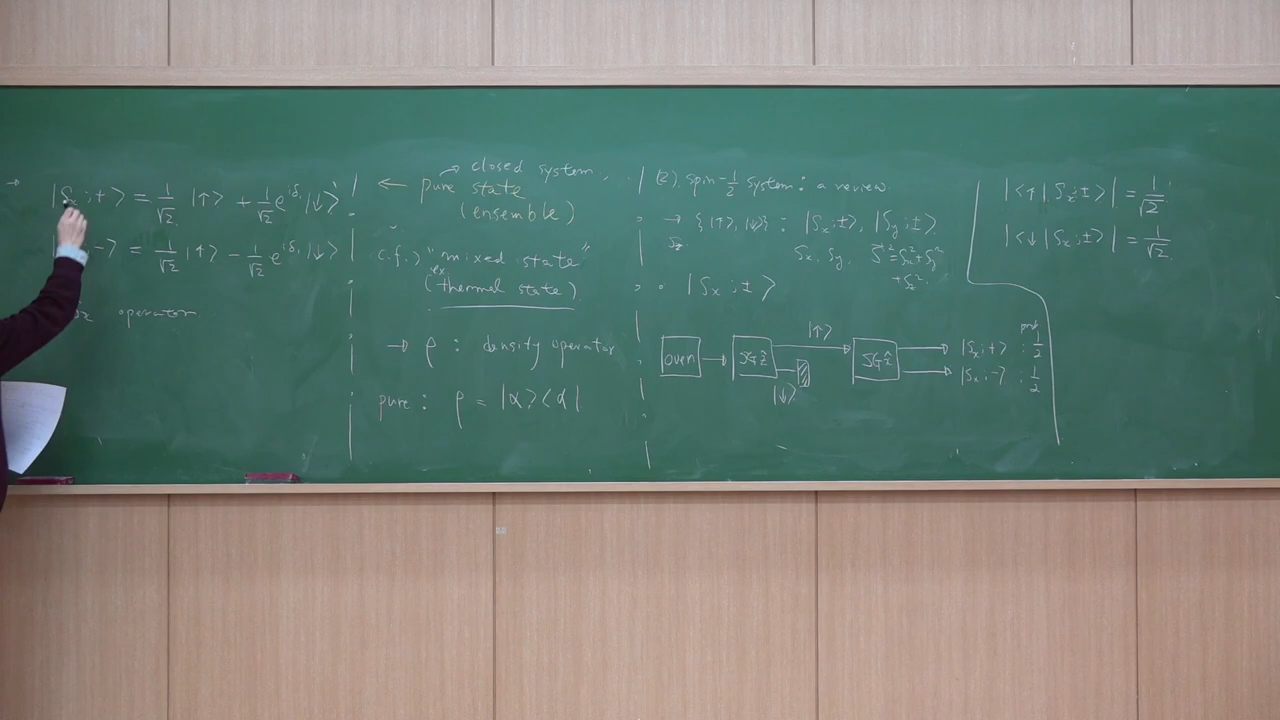 → |Sx;+> = 1/√2 |↑> + 1/√2 e^{iδ₁} |↓>
-> = 1/√2 |↑> - 1/√2 e^{iδ₁} |↓>
operator
→ closed system
← pure state
(ensemble)
c.f.) "mixed state"
ex.
(thermal state)
→ ρ : density operator
pure : ρ = |α><α|
(2). spin-1/2 system : a review
→ {|↑>, |↓>} : |Sx;±>, |Sy;±>
Sz
Sx, Sy, S⃗² = Sx² + Sy²
+ Sz²
∘ |Sx;±>
oven → SGẑ |↑> → SGx̂ → |Sx;+> : 1/2
|Sx;-> : 1/2
prob
|↓>
|<↑|Sx;±>| = 1/√2
|<↓|Sx;±>| = 1/√2